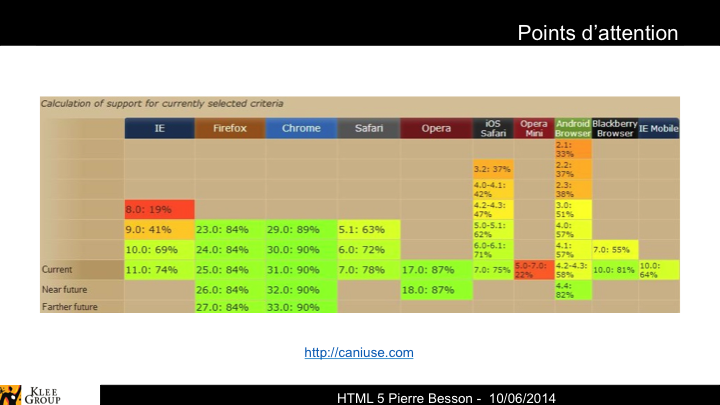 Points d’attention
Calculation of support for currently selected criteria
IE Firefox Chrome Safari Opera iOS Safari Opera Mini Android Browser Blackberry Browser IE Mobile
2.1: 33%
3.2: 37% 2.2: 37%
4.0-4.1: 42% 2.3: 38%
8.0: 19% 4.2-4.3: 47% 3.0: 51%
9.0: 41% 23.0: 84% 29.0: 89% 5.1: 63% 5.0-5.1: 62% 4.0: 57%
10.0: 69% 24.0: 84% 30.0: 90% 6.0: 72% 6.0-6.1: 71% 4.1: 57% 7.0: 55%
Current 11.0: 74% 25.0: 84% 31.0: 90% 7.0: 78% 17.0: 87% 7.0: 75% 5.0-7.0: 22% 4.2-4.3: 58% 10.0: 81% 10.0: 64%
Near future 26.0: 84% 32.0: 90% 18.0: 87% 4.4: 82%
Farther future 27.0: 84% 33.0: 90%
http://caniuse.com
KLEE GROUP
HTML 5 Pierre Besson - 10/06/2014